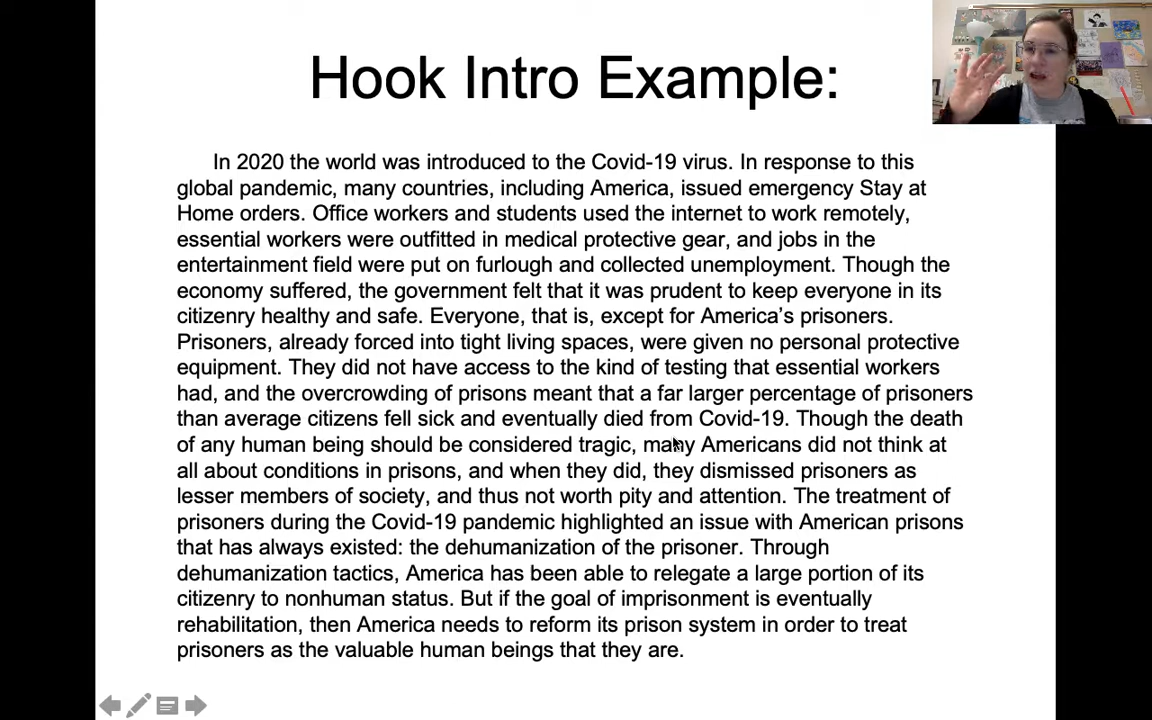 Hook Intro Example:
In 2020 the world was introduced to the Covid-19 virus. In response to this
global pandemic, many countries, including America, issued emergency Stay at
Home orders. Office workers and students used the internet to work remotely,
essential workers were outfitted in medical protective gear, and jobs in the
entertainment field were put on furlough and collected unemployment. Though the
economy suffered, the government felt that it was prudent to keep everyone in its
citizenry healthy and safe. Everyone, that is, except for America’s prisoners.
Prisoners, already forced into tight living spaces, were given no personal protective
equipment. They did not have access to the kind of testing that essential workers
had, and the overcrowding of prisons meant that a far larger percentage of prisoners
than average citizens fell sick and eventually died from Covid-19. Though the death
of any human being should be considered tragic, many Americans did not think at
all about conditions in prisons, and when they did, they dismissed prisoners as
lesser members of society, and thus not worth pity and attention. The treatment of
prisoners during the Covid-19 pandemic highlighted an issue with American prisons
that has always existed: the dehumanization of the prisoner. Through
dehumanization tactics, America has been able to relegate a large portion of its
citizenry to nonhuman status. But if the goal of imprisonment is eventually
rehabilitation, then America needs to reform its prison system in order to treat
prisoners as the valuable human beings that they are.